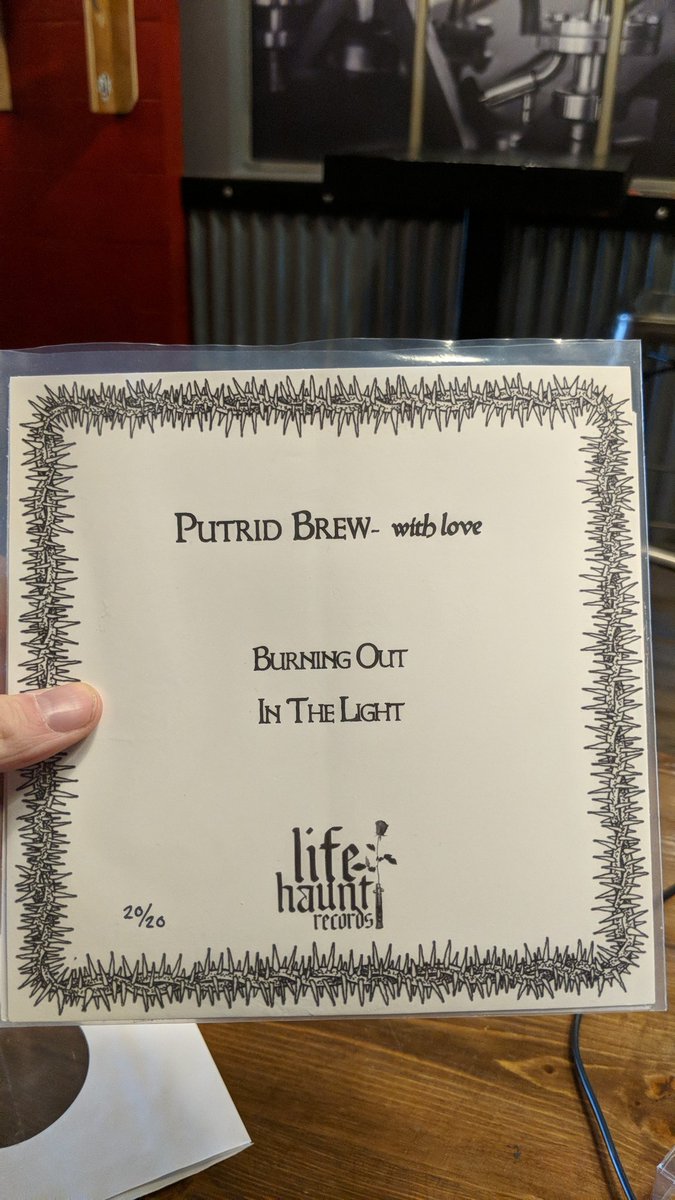 PUTRID BREW- with love
BURNING OUT
IN THE LIGHT
life
haunt
records
20/20